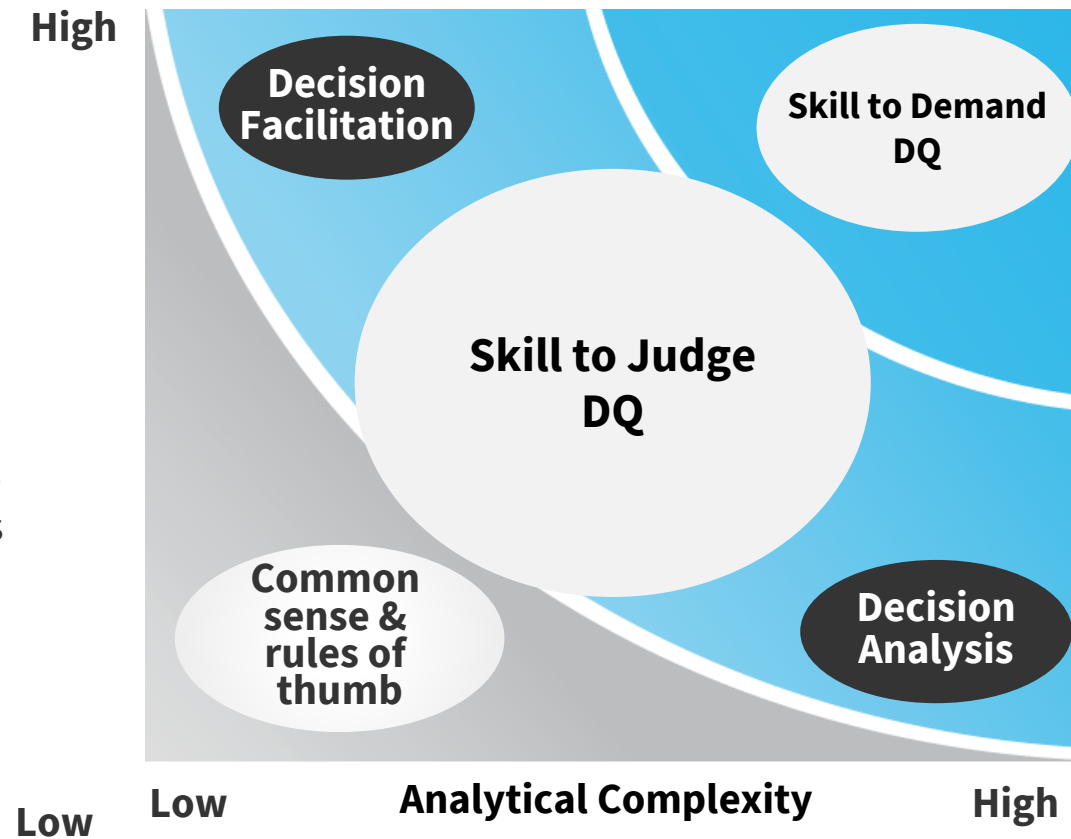 High
Decision
Facilitation
Skill to Demand
DQ
Skill to Judge
DQ
Common
sense &
rules of
thumb
Decision
Analysis
Low
Analytical Complexity
High
Low